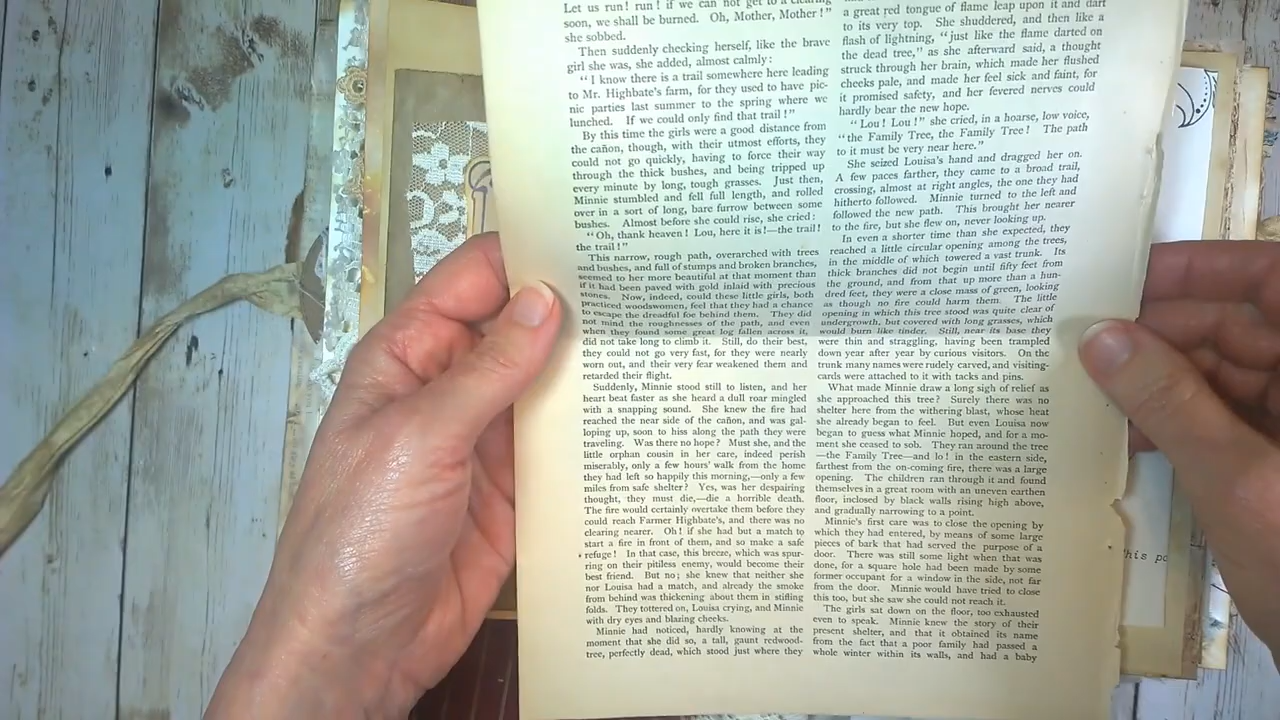 Let us run! run! if we can not get to a clearing
soon, we shall be burned. Oh, Mother, Mother!”
she sobbed.
Then suddenly checking herself, like the brave
girl she was, she added, almost calmly:
“I know there is a trail somewhere here leading
to Mr. Highbate's farm, for they used to have pic-
nic parties last summer to the spring where we
lunched. If we could only find that trail!”
By this time the girls were a good distance from
the cañon, though, with their utmost efforts, they
could not go quickly, having to force their way
through the thick bushes, and being tripped up
every minute by long, tough grasses. Just then,
Minnie stumbled and fell full length, and rolled
over in a sort of long, bare furrow between some
bushes. Almost before she could rise, she cried:
“Oh, thank heaven! Lou, here it is!—the trail!
the trail!”
This narrow, rough path, overarched with trees
and bushes, and full of stumps and broken branches,
seemed to her more beautiful at that moment than
if it had been paved with gold inlaid with precious
stones. Now, indeed, could these little girls, both
practiced woodswomen, feel that they had a chance
to escape the dreadful foe behind them. They did
not mind the roughnesses of the path, and even
when they found some great log fallen across it,
did not take long to climb it. Still, do their best,
they could not go very fast, for they were nearly
worn out, and their very fear weakened them and
retarded their flight.
Suddenly, Minnie stood still to listen, and her
heart beat faster as she heard a dull roar mingled
with a snapping sound. She knew the fire had
reached the near side of the cañon, and was gal-
loping up, soon to hiss along the path they were
traveling. Was there no hope? Must she, and the
little orphan cousin in her care, indeed perish
miserably, only a few hours' walk from the home
they had left so happily this morning,—only a few
miles from safe shelter? Yes, was her despairing
thought, they must die,—die a horrible death.
The fire would certainly overtake them before they
could reach Farmer Highbate's, and there was no
clearing nearer. Oh! if she had but a match to
start a fire in front of them, and so make a safe
refuge! In that case, this breeze, which was spur-
ring on their pitiless enemy, would become their
best friend. But no; she knew that neither she
nor Louisa had a match, and already the smoke
from behind was thickening about them in stifling
folds. They tottered on, Louisa crying, and Minnie
with dry eyes and blazing cheeks.
Minnie had noticed, hardly knowing at the
moment that she did so, a tall, gaunt redwood-
tree, perfectly dead, which stood just where they
a great red tongue of flame leap upon it and dart
to its very top. She shuddered, and then like a
flash of lightning, “just like the flame darted on
the dead tree,” as she afterward said, a thought
struck through her brain, which made her flushed
cheeks pale, and made her feel sick and faint, for
it promised safety, and her fevered nerves could
hardly bear the new hope.
“Lou! Lou!” she cried, in a hoarse, low voice,
“the Family Tree, the Family Tree! The path
to it must be very near here.”
She seized Louisa's hand and dragged her on.
A few paces farther, they came to a broad trail,
crossing, almost at right angles, the one they had
hitherto followed. Minnie turned to the left and
followed the new path. This brought her nearer
to the fire, but she flew on, never looking up.
In even a shorter time than she expected, they
reached a little circular opening among the trees,
in the middle of which towered a vast trunk. Its
thick branches did not begin until fifty feet from
the ground, and from that up more than a hun-
dred feet, they were a close mass of green, looking
as though no fire could harm them. The little
opening in which this tree stood was quite clear of
undergrowth, but covered with long grasses, which
would burn like tinder. Still, near its base they
were thin and straggling, having been trampled
down year after year by curious visitors. On the
trunk many names were rudely carved, and visiting-
cards were attached to it with tacks and pins.
What made Minnie draw a long sigh of relief as
she approached this tree? Surely there was no
shelter here from the withering blast, whose heat
she already began to feel. But even Louisa now
began to guess what Minnie hoped, and for a mo-
ment she ceased to sob. They ran around the tree
—the Family Tree—and lo! in the eastern side,
farthest from the on-coming fire, there was a large
opening. The children ran through it and found
themselves in a great room with an uneven earthen
floor, inclosed by black walls rising high above,
and gradually narrowing to a point.
Minnie's first care was to close the opening by
which they had entered, by means of some large
pieces of bark that had served the purpose of a
door. There was still some light when that was
done, for a square hole had been made by some
former occupant for a window in the side, not far
from the door. Minnie would have tried to close
this too, but she saw she could not reach it.
The girls sat down on the floor, too exhausted
even to speak. Minnie knew the story of their
present shelter, and that it obtained its name
from the fact that a poor family had passed a
whole winter within its walls, and had a baby
this po